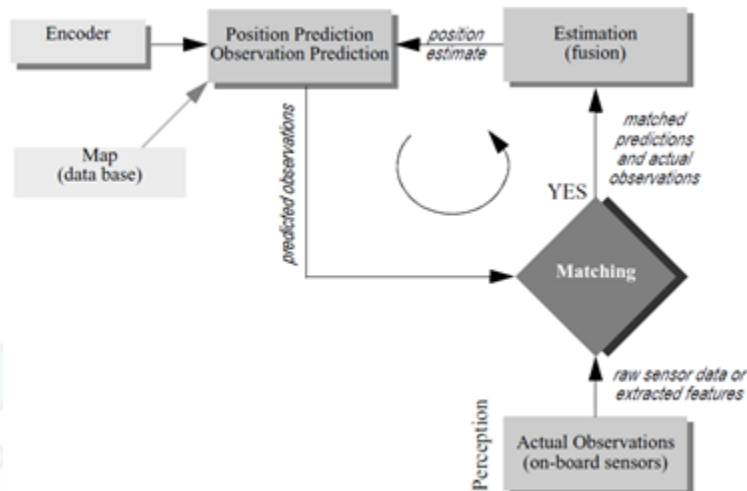 Encoder
Position Prediction
Observation Prediction
position
estimate
Estimation
(fusion)
Map
(data base)
predicted observations
matched
predictions
and actual
observations
YES
Matching
raw sensor data or
extracted features
Perception
Actual Observations
(on-board sensors)